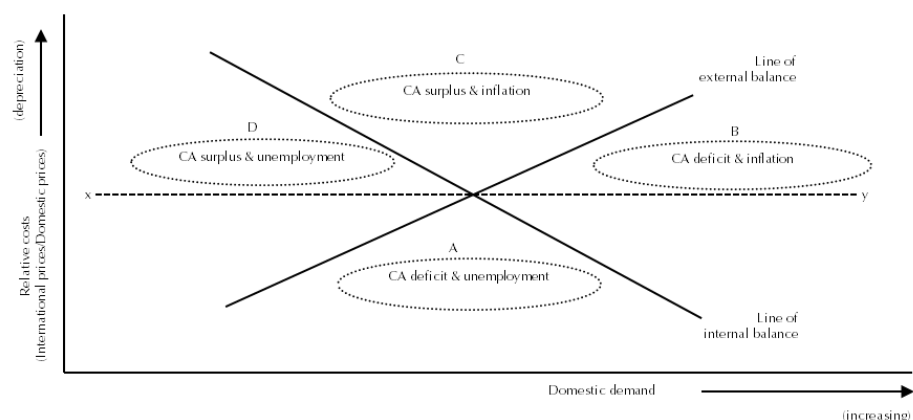 (depreciation)
Relative costs
(International prices/Domestic prices)
C
CA surplus & inflation
Line of
external balance
D
CA surplus & unemployment
B
CA deficit & inflation
x
y
A
CA deficit & unemployment
Line of
internal balance
Domestic demand
(increasing)